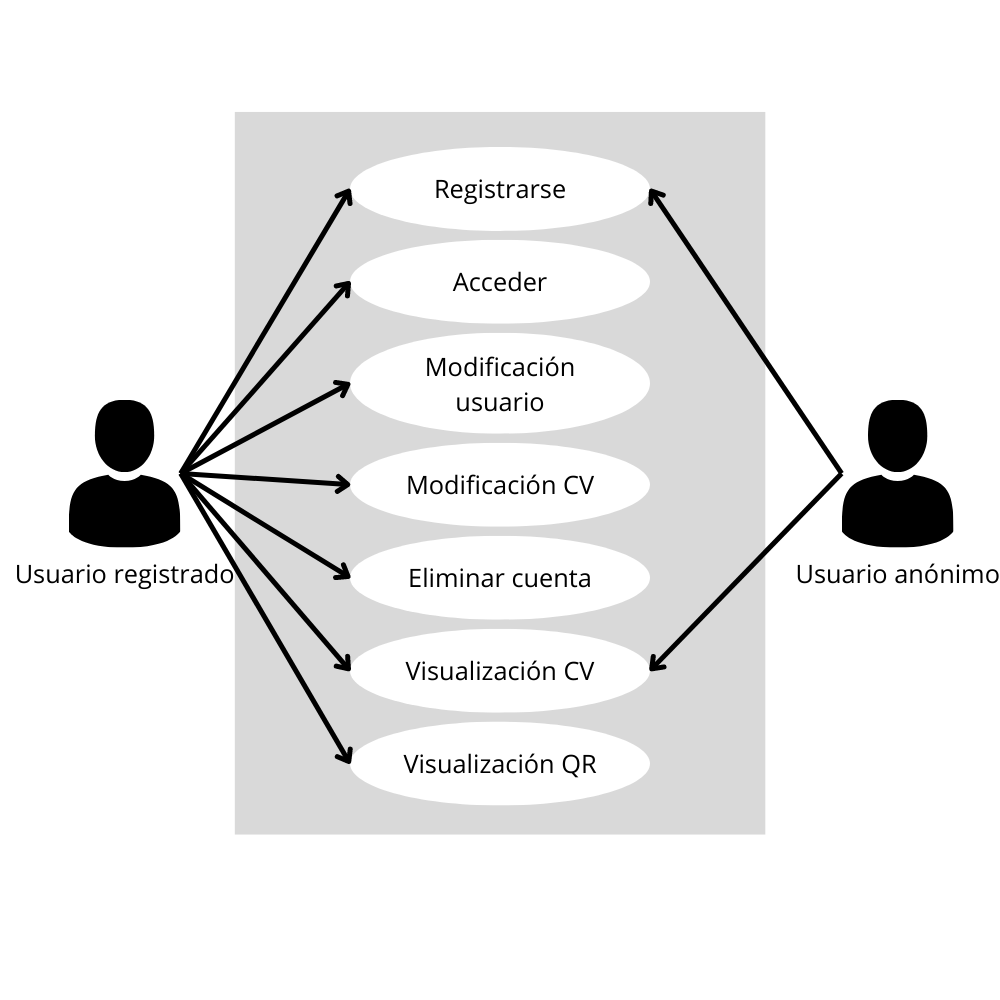 Registrarse
Acceder
Modificación
usuario
Modificación CV
Eliminar cuenta
Visualización CV
Visualización QR
Usuario registrado
Usuario anónimo